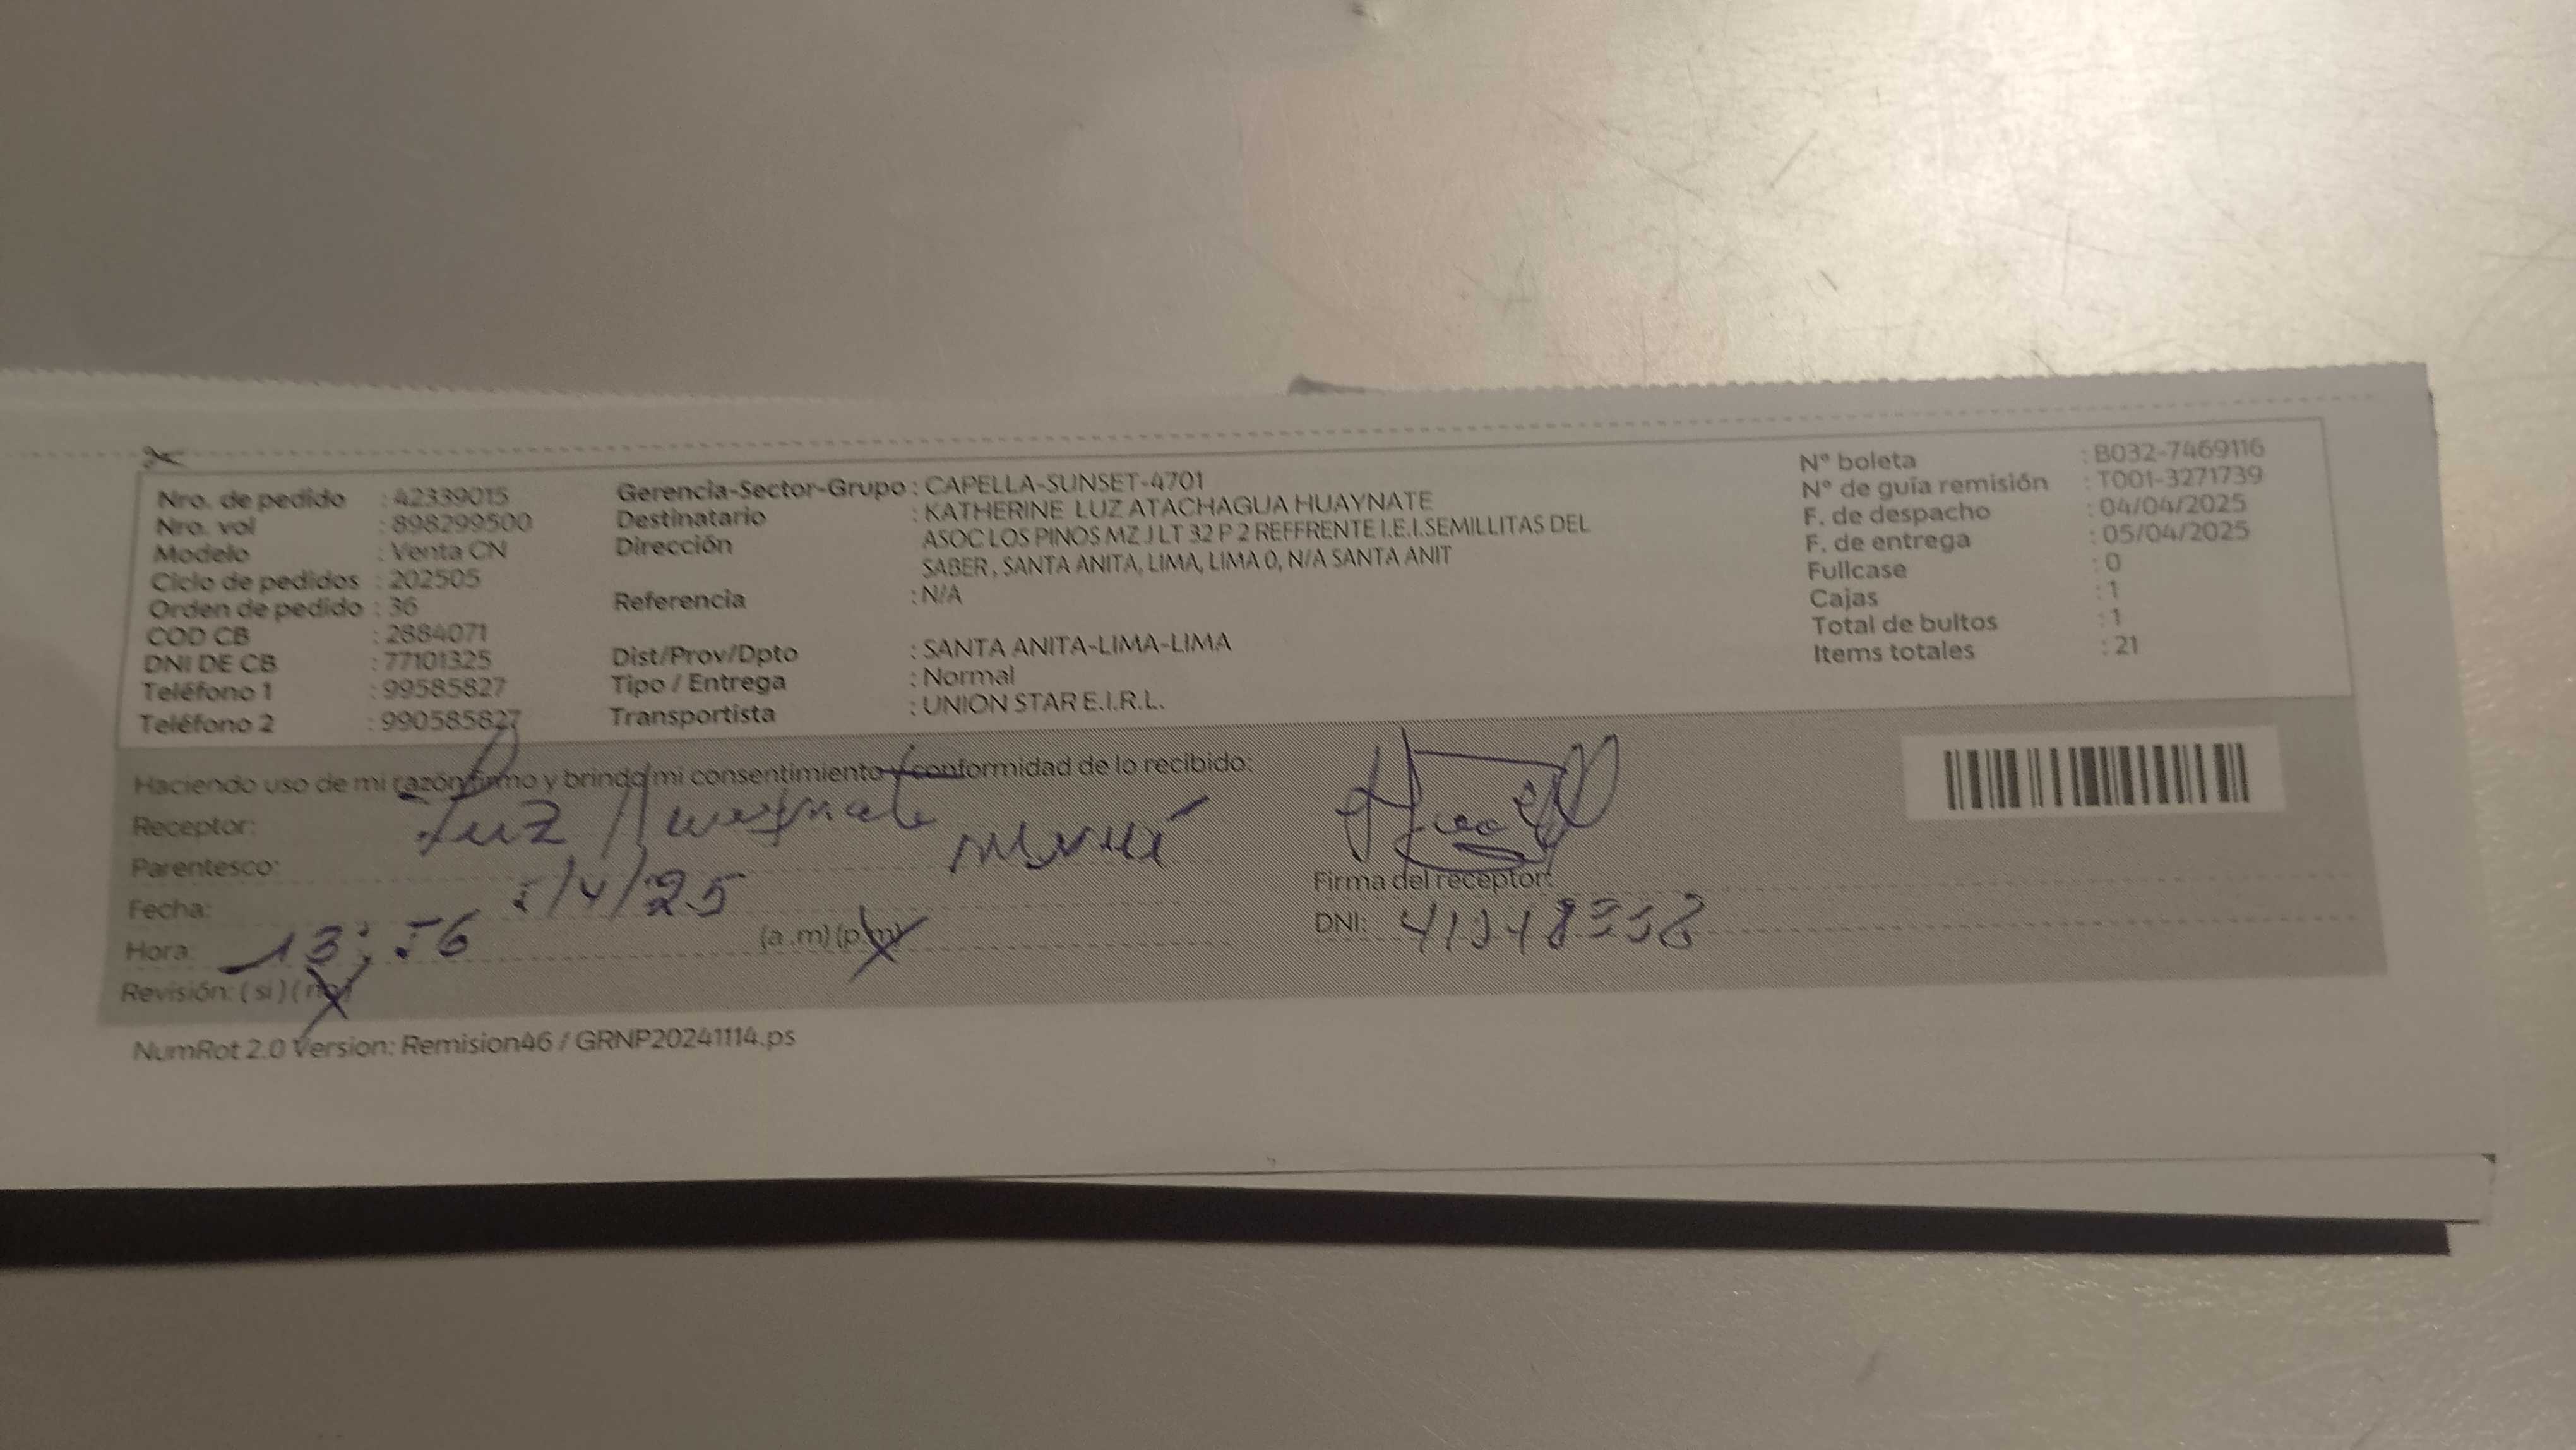 Nro. de pedido : 42339015
Nro. vol : 898299500
Modelo : Venta CN
Ciclo de pedidos : 202505
Orden de pedido : 36
COD CB : 2884071
DNI DE CB : 77101325
Teléfono 1 : 99585827
Teléfono 2 : 990585827
Gerencia-Sector-Grupo : CAPELLA-SUNSET-4701
Destinatario : KATHERINE LUZ ATACHAGUA HUAYNATE
Dirección ASOC LOS PINOS MZ J LT 32 P 2 REFFRENTE I.E.I.SEMILLITAS DEL
SABER , SANTA ANITA, LIMA, LIMA 0, N/A SANTA ANIT
Referencia : N/A
Dist/Prov/Dpto : SANTA ANITA-LIMA-LIMA
Tipo / Entrega : Normal
Transportista : UNION STAR E.I.R.L.
N° boleta : B032-7469116
N° de guía remisión : T001-3271739
F. de despacho : 04/04/2025
F. de entrega : 05/04/2025
Fullcase : 0
Cajas : 1
Total de bultos : 1
Items totales : 21
Haciendo uso de mi razón firmo y brindo mi consentimiento y conformidad de lo recibido:
Receptor: Luz
Parentesco:
Fecha: 5/4/25
Hora: 13:56 (a.m) (p.m)
Revisión: ( si ) ( no )
Firma del receptor:
DNI:
NumRot 2.0 Version: Remision46 / GRNP20241114.ps